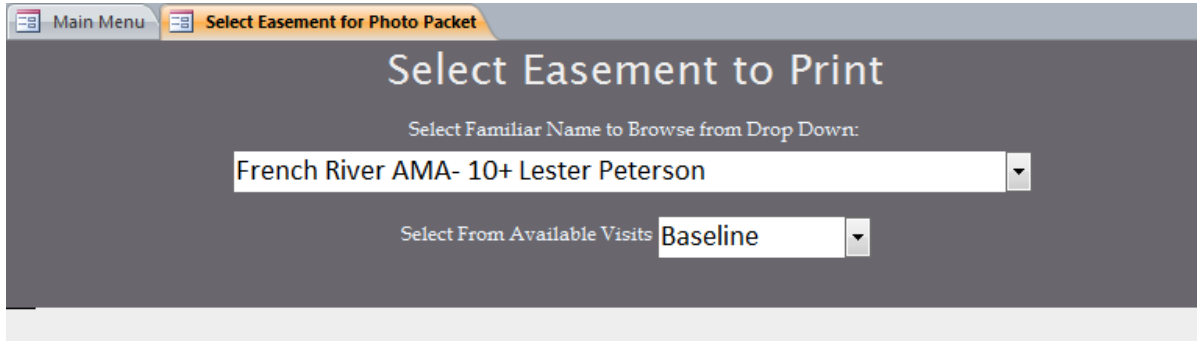 Main Menu Select Easement for Photo Packet
Select Easement to Print
Select Familiar Name to Browse from Drop Down:
French River AMA- 10+ Lester Peterson
Select From Available Visits Baseline